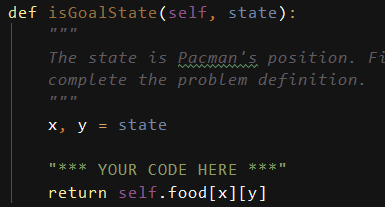 def isGoalState(self, state):
"""
The state is Pacman's position. Fi
complete the problem definition.
"""
x, y = state
"*** YOUR CODE HERE ***"
return self.food[x][y]